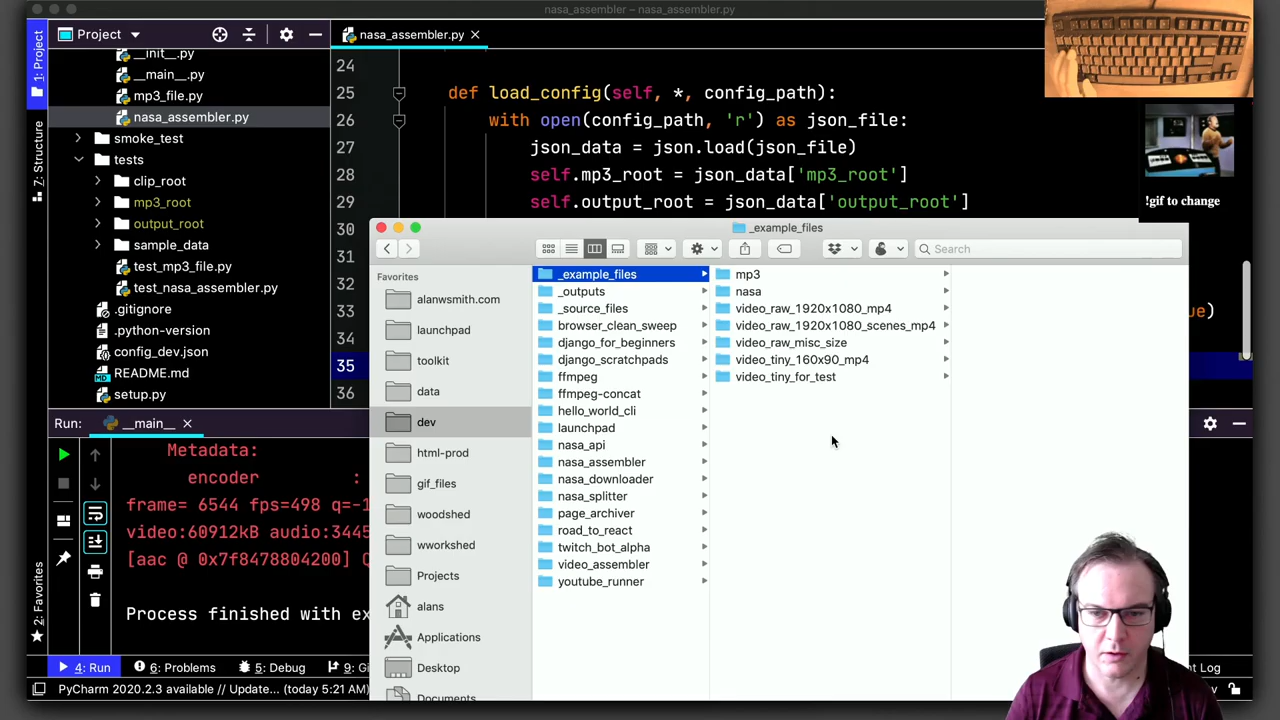 nasa_assembler – nasa_assembler.py
Project
nasa_assembler.py
1: Project
7: Structure
2: Favorites
__init__.py
__main__.py
mp3_file.py
nasa_assembler.py
smoke_test
tests
clip_root
mp3_root
output_root
sample_data
test_mp3_file.py
test_nasa_assembler.py
.gitignore
.python-version
config_dev.json
README.md
setup.py
24
25 def load_config(self, *, config_path):
26 with open(config_path, 'r') as json_file:
27 json_data = json.load(json_file)
28 self.mp3_root = json_data['mp3_root']
29 self.output_root = json_data['output_root']
30
31
32
33 ue)
34
35
36
!gif to change
_example_files
Search
Favorites
alanwsmith.com
launchpad
toolkit
data
dev
html-prod
gif_files
woodshed
wworkshed
Projects
alans
Applications
Desktop
Documents
_example_files
_outputs
_source_files
browser_clean_sweep
django_for_beginners
django_scratchpads
ffmpeg
ffmpeg-concat
hello_world_cli
launchpad
nasa_api
nasa_assembler
nasa_downloader
nasa_splitter
page_archiver
road_to_react
twitch_bot_alpha
video_assembler
youtube_runner
mp3
nasa
video_raw_1920x1080_mp4
video_raw_1920x1080_scenes_mp4
video_raw_misc_size
video_tiny_160x90_mp4
video_tiny_for_test
Run: __main__
Metadata:
encoder :
frame= 6544 fps=498 q=-1
video:60912kB audio:3445
[aac @ 0x7f8478804200] Q
Process finished with ex
4: Run
6: Problems
5: Debug
9: Gi
t Log
PyCharm 2020.2.3 available // Update... (today 5:21 AM)